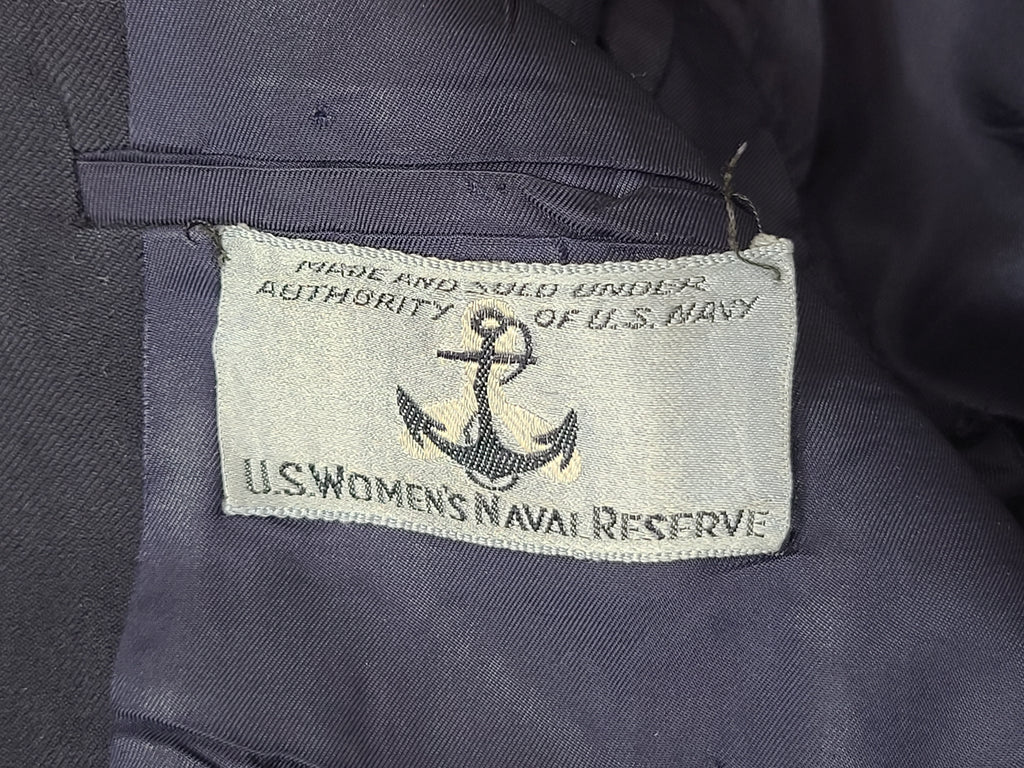 MADE AND SOLD UNDER
AUTHORITY OF U.S. NAVY
U.S. WOMEN'S NAVAL RESERVE